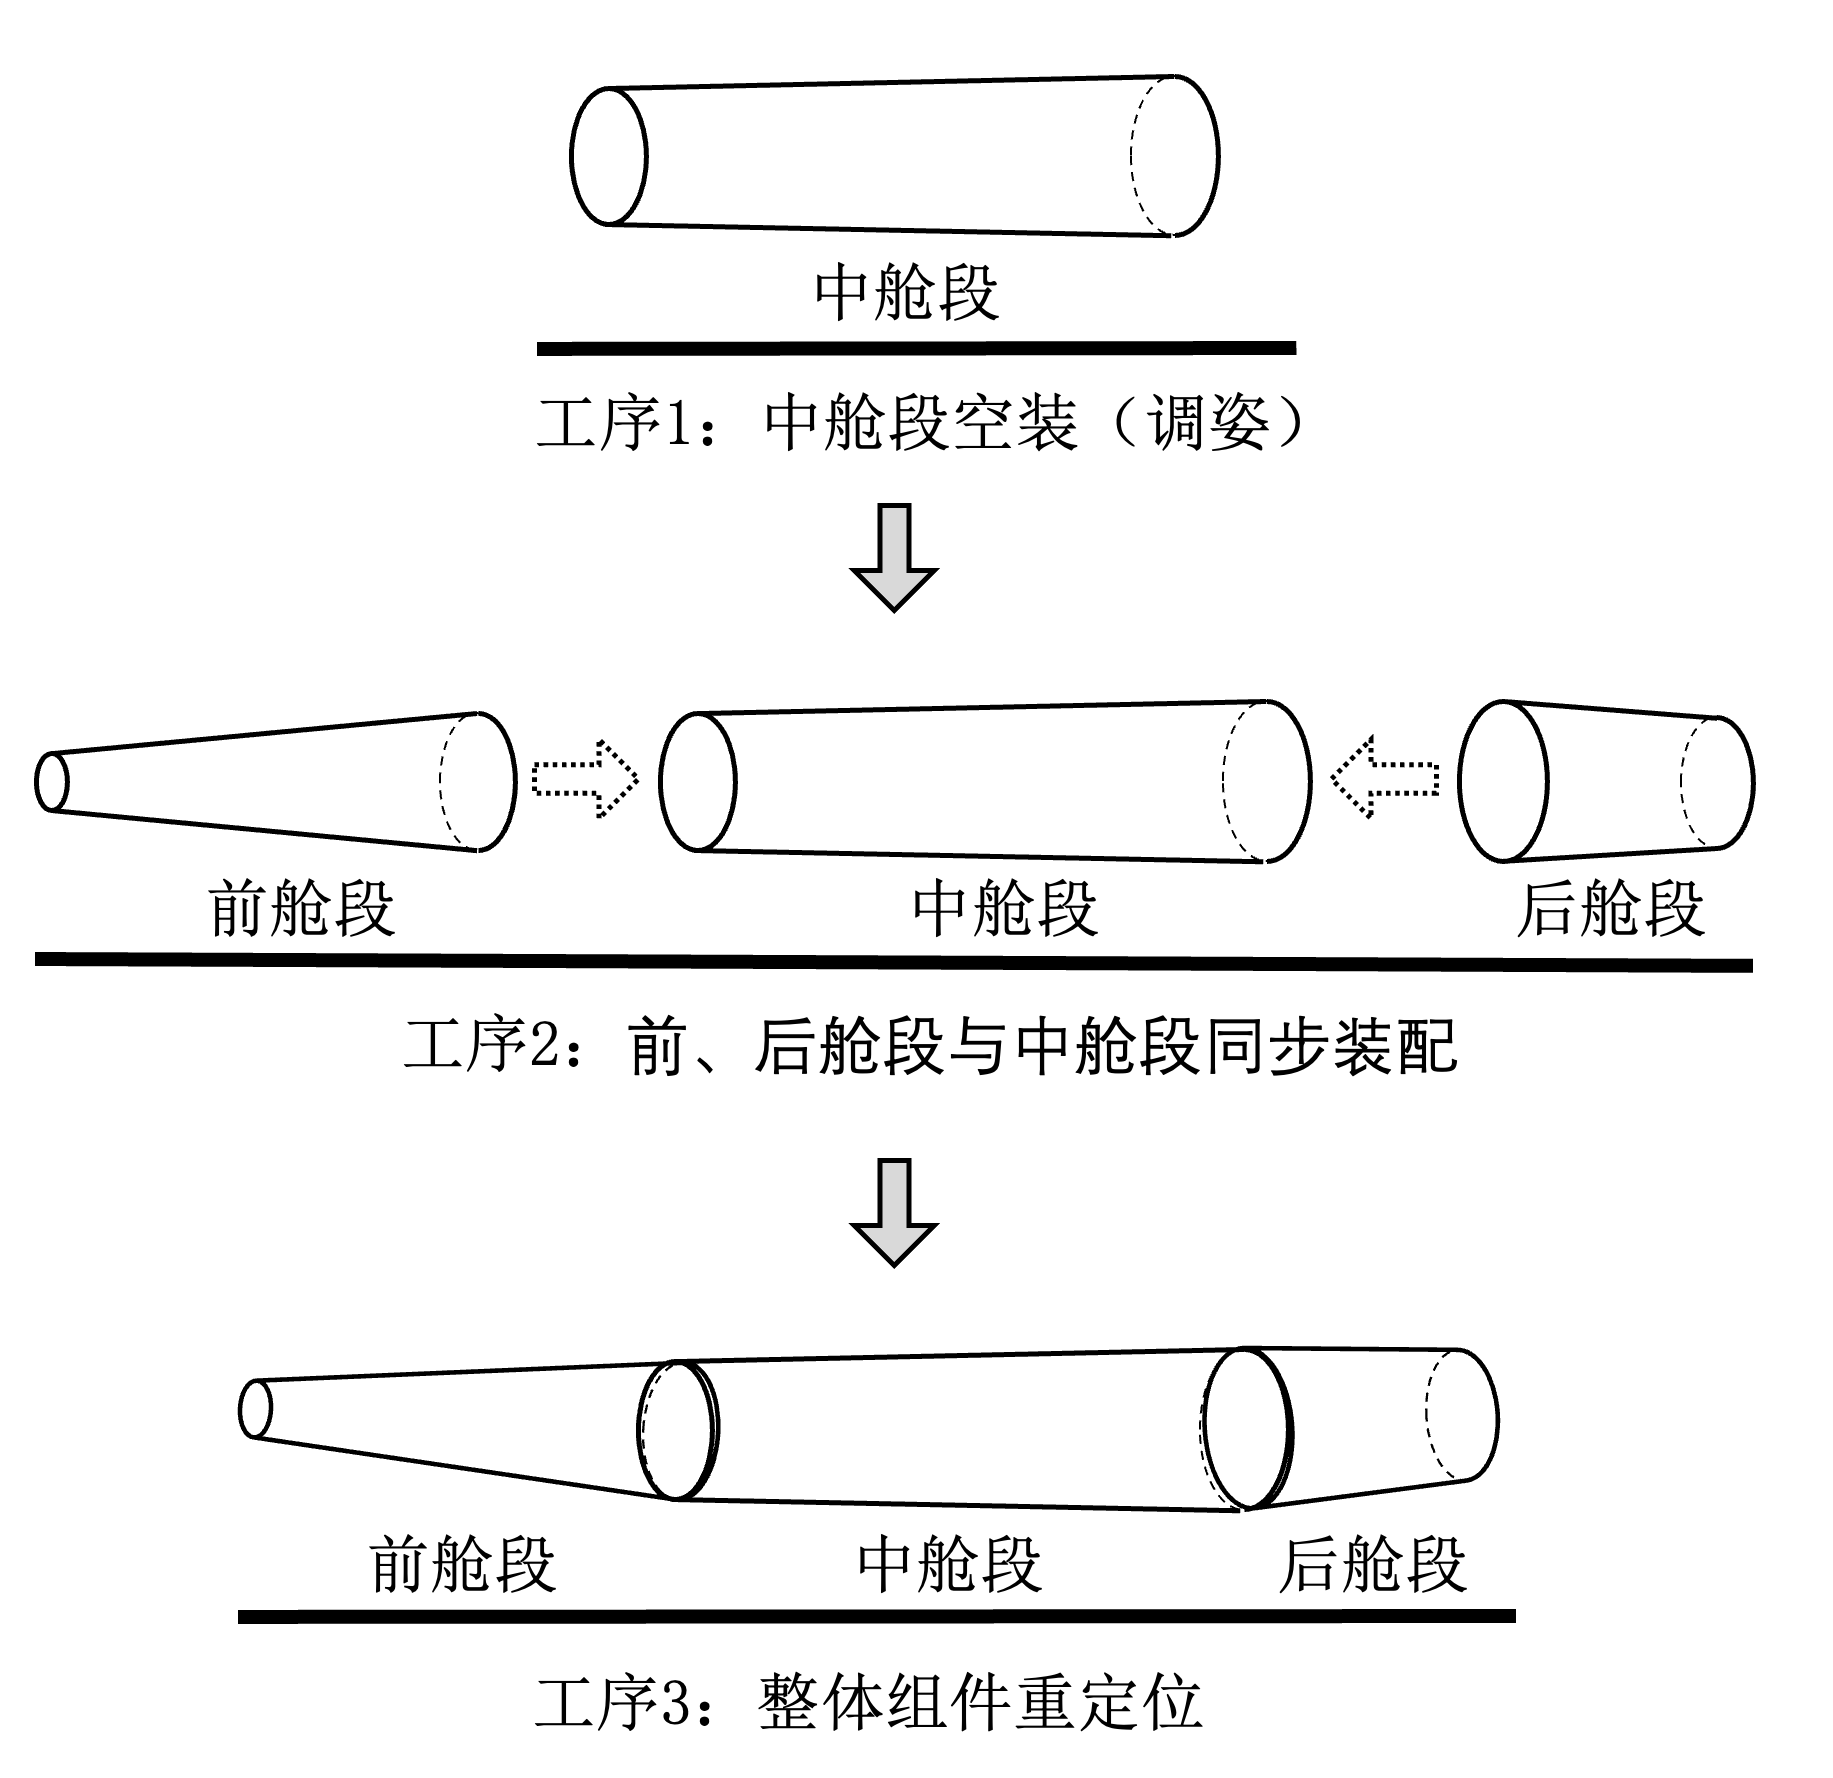 中舱段
工序1：中舱段空装（调姿）
前舱段 中舱段 后舱段
工序2：前、后舱段与中舱段同步装配
前舱段 中舱段 后舱段
工序3：整体组件重定位